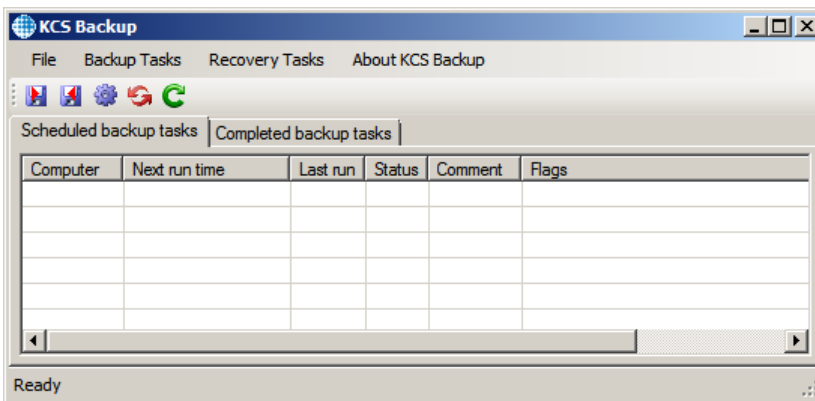 KCS Backup
File Backup Tasks Recovery Tasks About KCS Backup
Scheduled backup tasks Completed backup tasks
Computer Next run time Last run Status Comment Flags
Ready